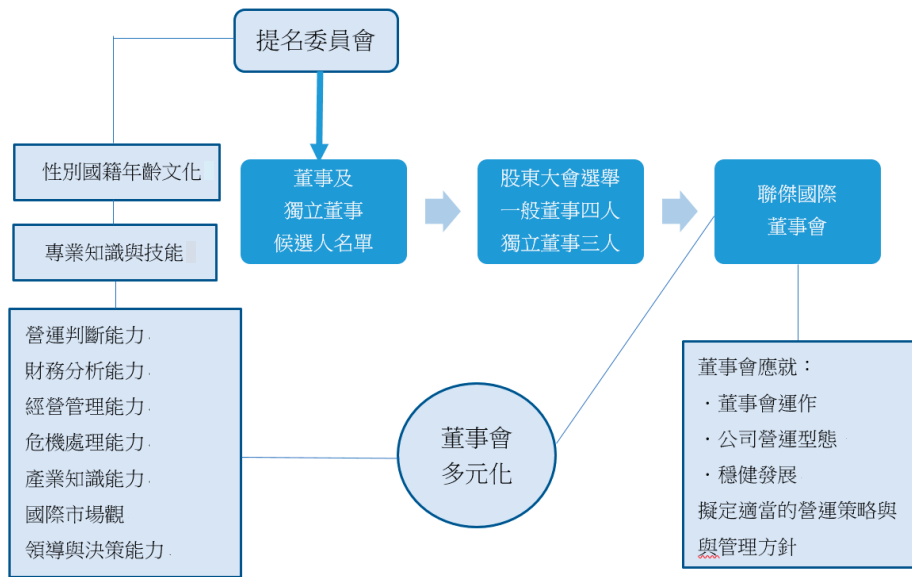 提名委員會
性別國籍年齡文化
專業知識與技能
營運判斷能力
財務分析能力
經營管理能力
危機處理能力
產業知識能力
國際市場觀
領導與決策能力
董事及
獨立董事
候選人名單
股東大會選舉
一般董事四人
獨立董事三人
聯傑國際
董事會
董事會
多元化
董事會應就：
．董事會運作
．公司營運型態
．穩健發展
擬定適當的營運策略與
與管理方針